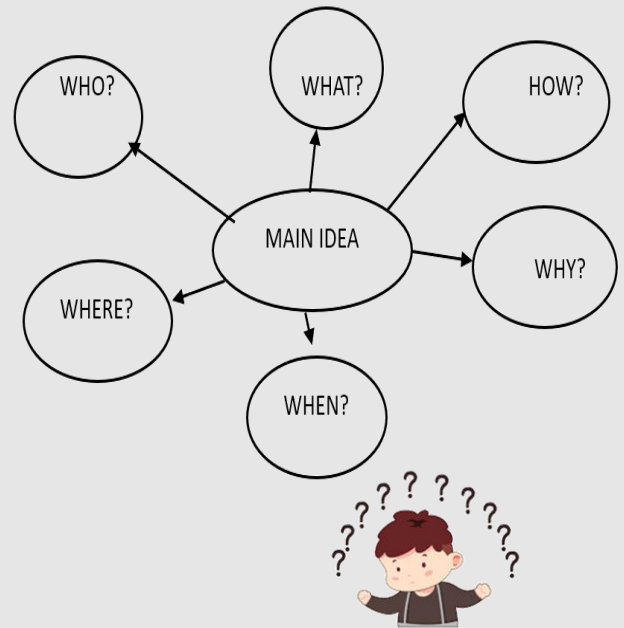 WHO?
WHAT?
HOW?
MAIN IDEA
WHY?
WHERE?
WHEN?
? ? ? ? ? ? ? ? ? ? ?